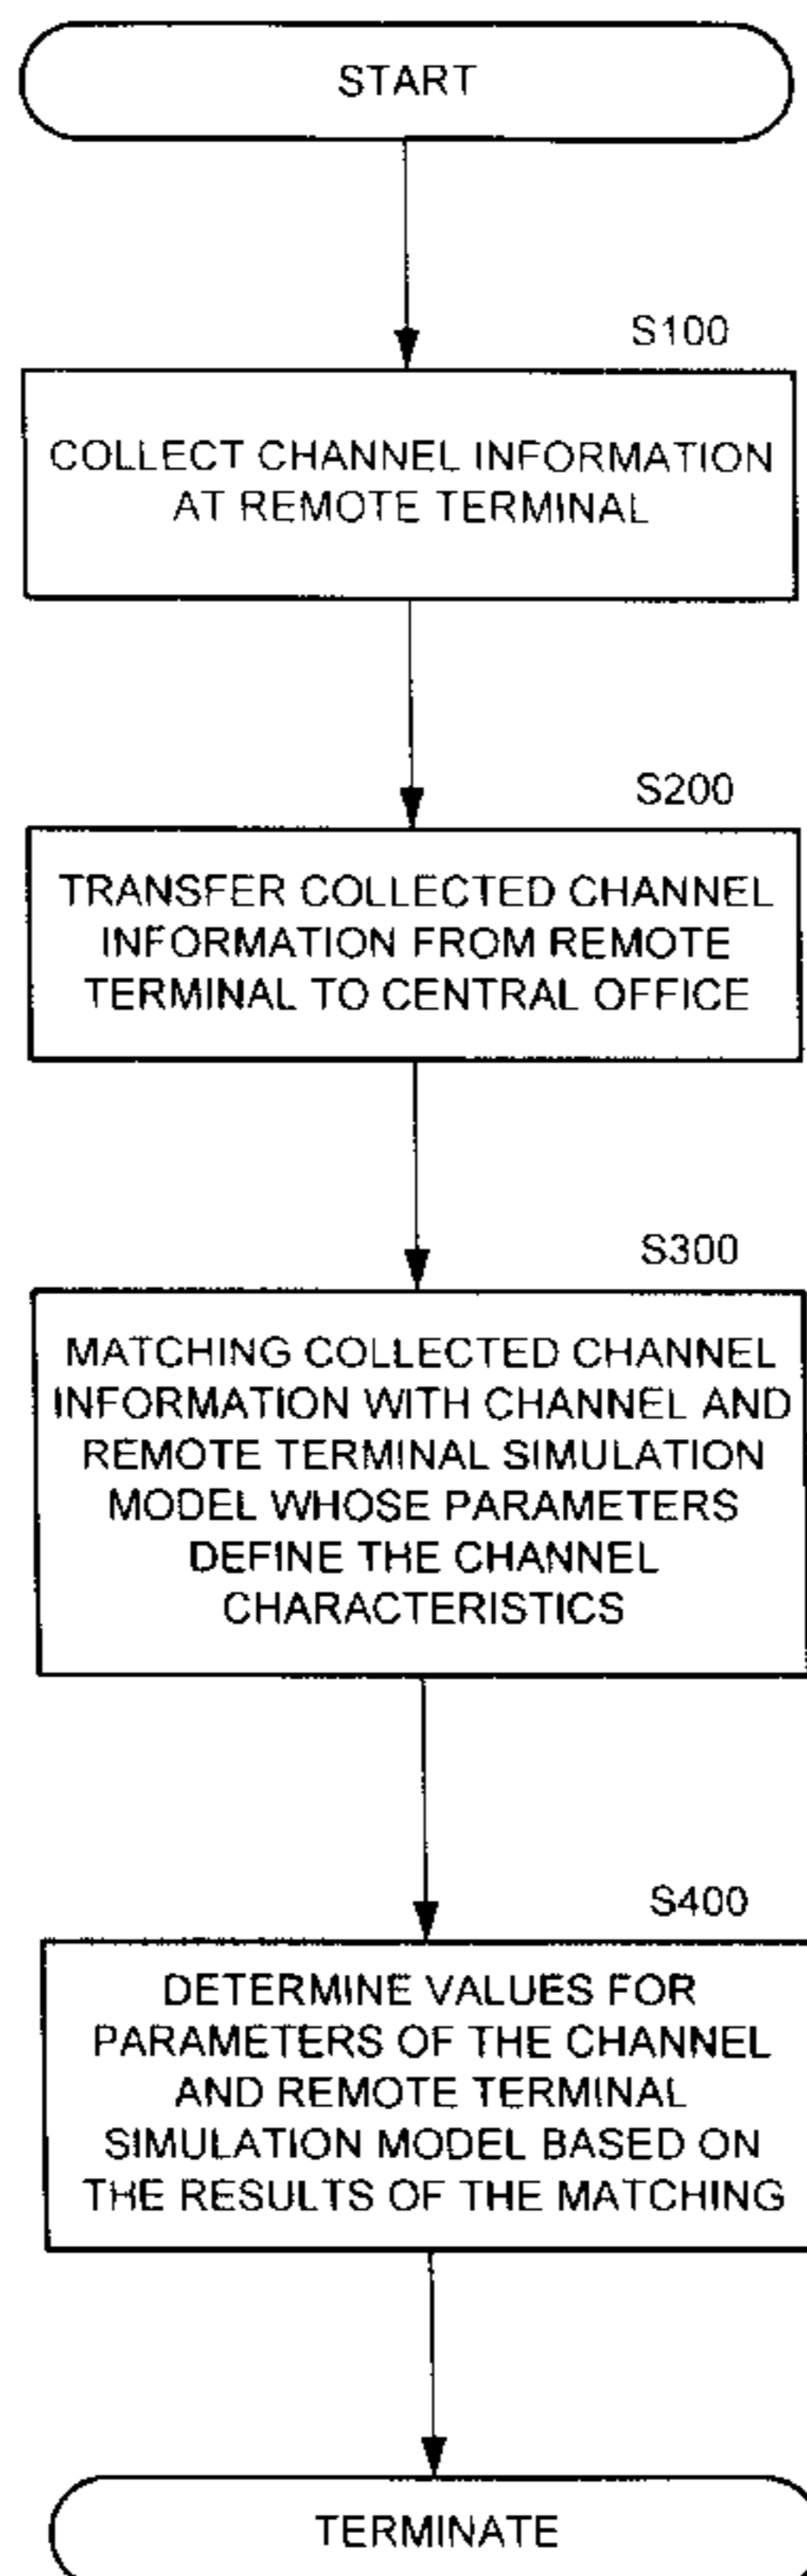 START
S100
COLLECT CHANNEL INFORMATION
AT REMOTE TERMINAL
S200
TRANSFER COLLECTED CHANNEL
INFORMATION FROM REMOTE
TERMINAL TO CENTRAL OFFICE
S300
MATCHING COLLECTED CHANNEL
INFORMATION WITH CHANNEL AND
REMOTE TERMINAL SIMULATION
MODEL WHOSE PARAMETERS
DEFINE THE CHANNEL
CHARACTERISTICS
S400
DETERMINE VALUES FOR
PARAMETERS OF THE CHANNEL
AND REMOTE TERMINAL
SIMULATION MODEL BASED ON
THE RESULTS OF THE MATCHING
TERMINATE